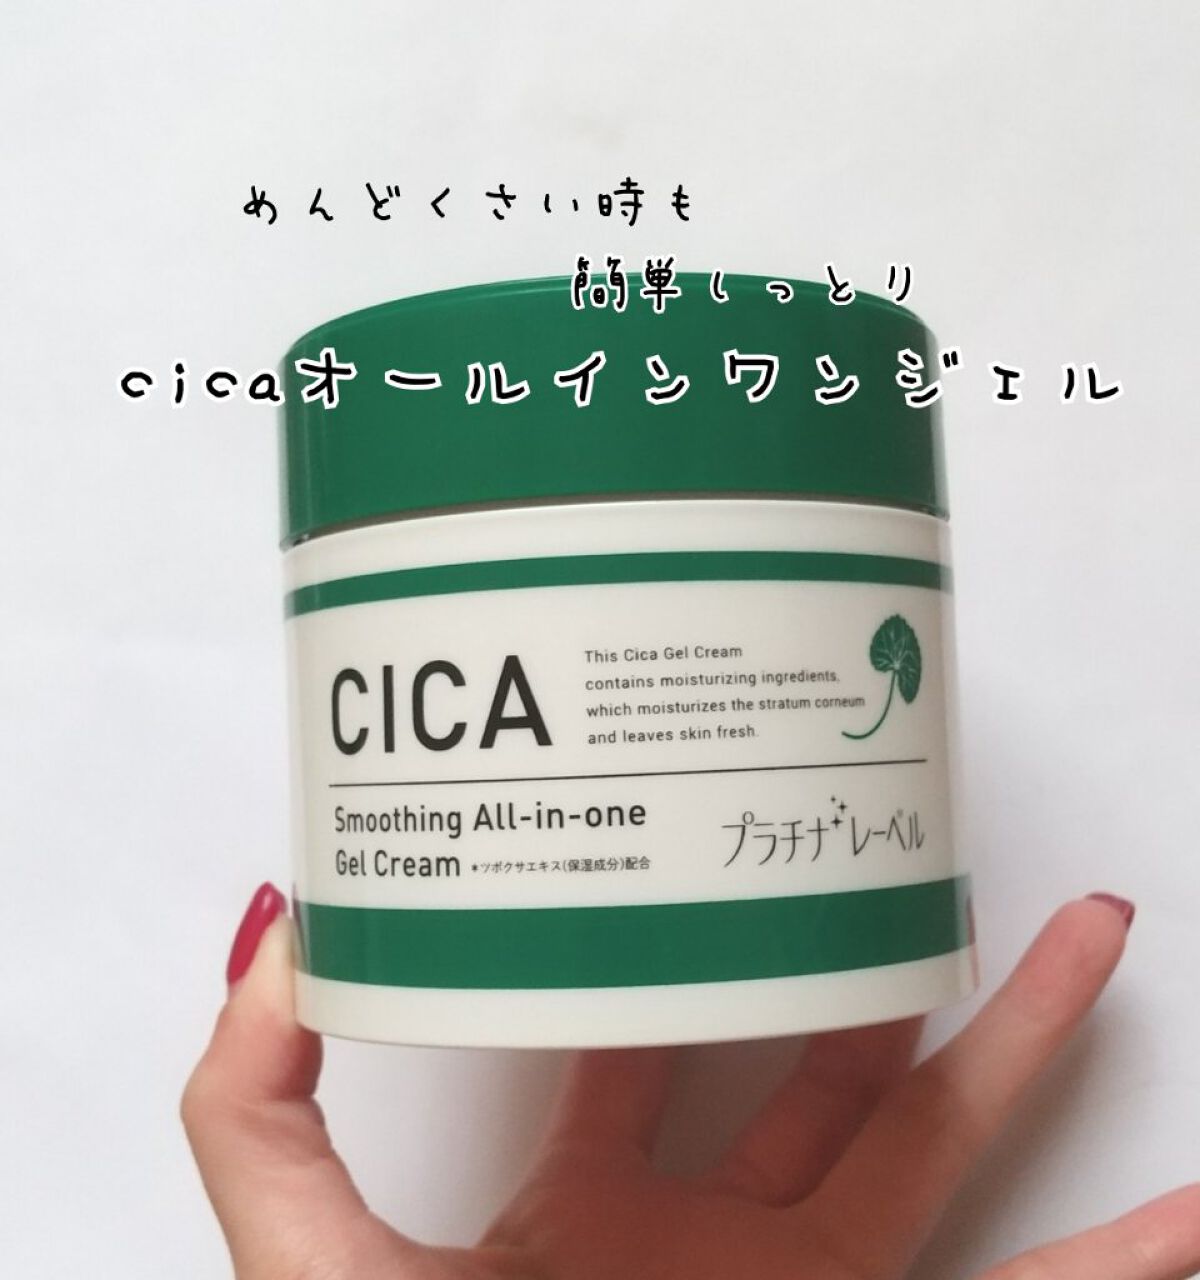 めんどくさい時も
簡単しっとり
cicaオールインワンジェル
CICA
This Cica Gel Cream
contains moisturizing ingredients,
which moisturizes the stratum corneum
and leaves skin fresh.
Smoothing All-in-one
Gel Cream *ツボクサエキス(保湿成分)配合
プラチナレーベル